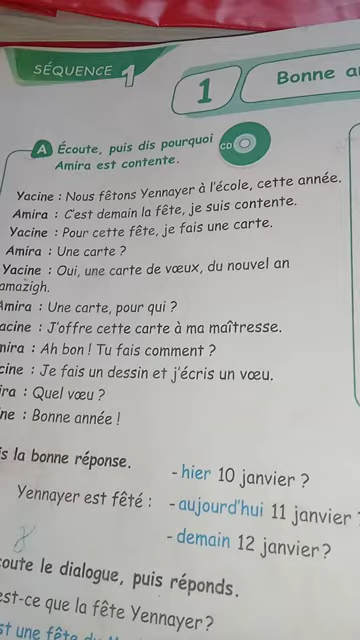 SÉQUENCE 1
1
Bonne
A Écoute, puis dis pourquoi
CD
Amira est contente.
Yacine : Nous fêtons Yennayer à l'école, cette année.
Amira : C'est demain la fête, je suis contente.
Yacine : Pour cette fête, je fais une carte.
Amira : Une carte ?
Yacine : Oui, une carte de vœux, du nouvel an
amazigh.
Amira : Une carte, pour qui ?
acine : J'offre cette carte à ma maîtresse.
mira : Ah bon ! Tu fais comment ?
cine : Je fais un dessin et j'écris un vœu.
ira : Quel vœu ?
ne : Bonne année !
is la bonne réponse.
- hier 10 janvier ?
Yennayer est fêté : - aujourd'hui 11 janvier ?
- demain 12 janvier ?
coute le dialogue, puis réponds.
est-ce que la fête Yennayer ?
st une fête